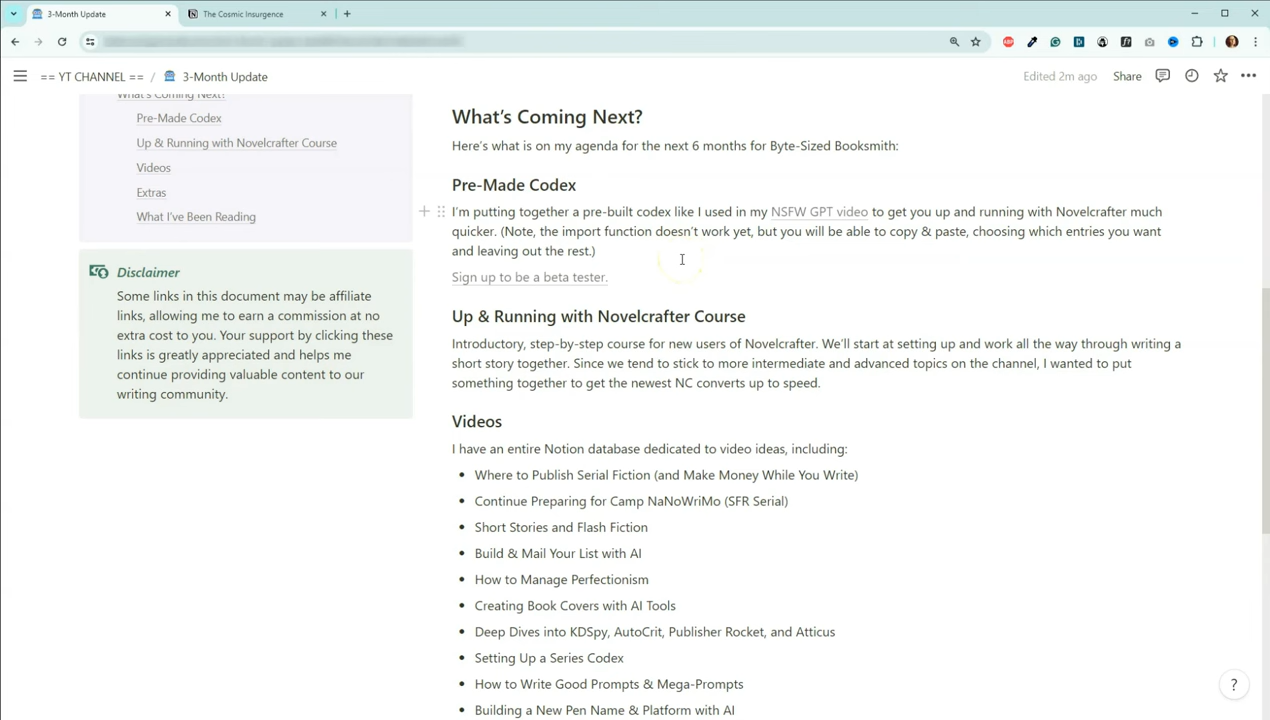 3-Month Update
The Cosmic Insurgence
== YT CHANNEL == / 3-Month Update
Edited 2m ago
Share
What's Coming Next?
Pre-Made Codex
Up & Running with Novelcrafter Course
Videos
Extras
What I've Been Reading
Disclaimer
Some links in this document may be affiliate
links, allowing me to earn a commission at no
extra cost to you. Your support by clicking these
links is greatly appreciated and helps me
continue providing valuable content to our
writing community.
What's Coming Next?
Here's what is on my agenda for the next 6 months for Byte-Sized Booksmith:
Pre-Made Codex
I'm putting together a pre-built codex like I used in my NSFW GPT video to get you up and running with Novelcrafter much
quicker. (Note, the import function doesn't work yet, but you will be able to copy & paste, choosing which entries you want
and leaving out the rest.)
Sign up to be a beta tester.
Up & Running with Novelcrafter Course
Introductory, step-by-step course for new users of Novelcrafter. We'll start at setting up and work all the way through writing a
short story together. Since we tend to stick to more intermediate and advanced topics on the channel, I wanted to put
something together to get the newest NC converts up to speed.
Videos
I have an entire Notion database dedicated to video ideas, including:
• Where to Publish Serial Fiction (and Make Money While You Write)
• Continue Preparing for Camp NaNoWriMo (SFR Serial)
• Short Stories and Flash Fiction
• Build & Mail Your List with AI
• How to Manage Perfectionism
• Creating Book Covers with AI Tools
• Deep Dives into KDSpy, AutoCrit, Publisher Rocket, and Atticus
• Setting Up a Series Codex
• How to Write Good Prompts & Mega-Prompts
• Building a New Pen Name & Platform with AI
?